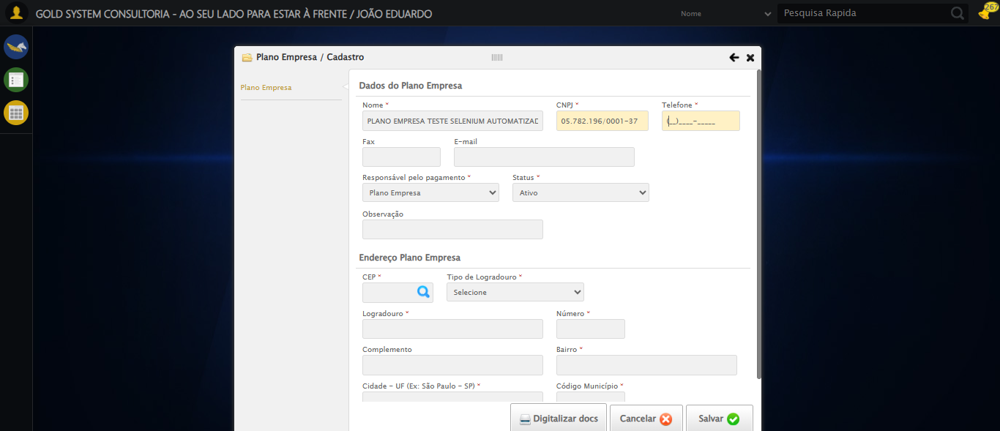 GOLD SYSTEM CONSULTORIA - AO SEU LADO PARA ESTAR À FRENTE / JOÃO EDUARDO
Nome
Pesquisa Rapida
267
Plano Empresa / Cadastro
Plano Empresa
Dados do Plano Empresa
Nome * CNPJ * Telefone *
PLANO EMPRESA TESTE SELENIUM AUTOMATIZAD 05.782.196/0001-37 (__)____-_____
Fax E-mail
Responsável pelo pagamento * Status *
Plano Empresa Ativo
Observação
Endereço Plano Empresa
CEP * Tipo de Logradouro *
Selecione
Logradouro * Número *
Complemento Bairro *
Cidade - UF (Ex: São Paulo - SP) * Código Município *
Digitalizar docs Cancelar Salvar